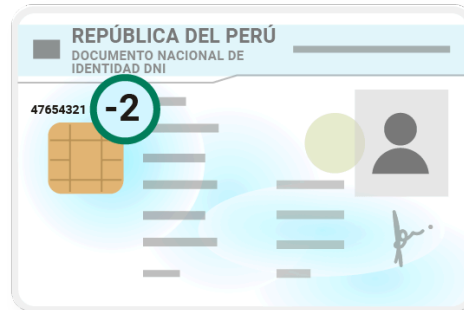 REPÚBLICA DEL PERÚ
DOCUMENTO NACIONAL DE
IDENTIDAD DNI
47654321 -2